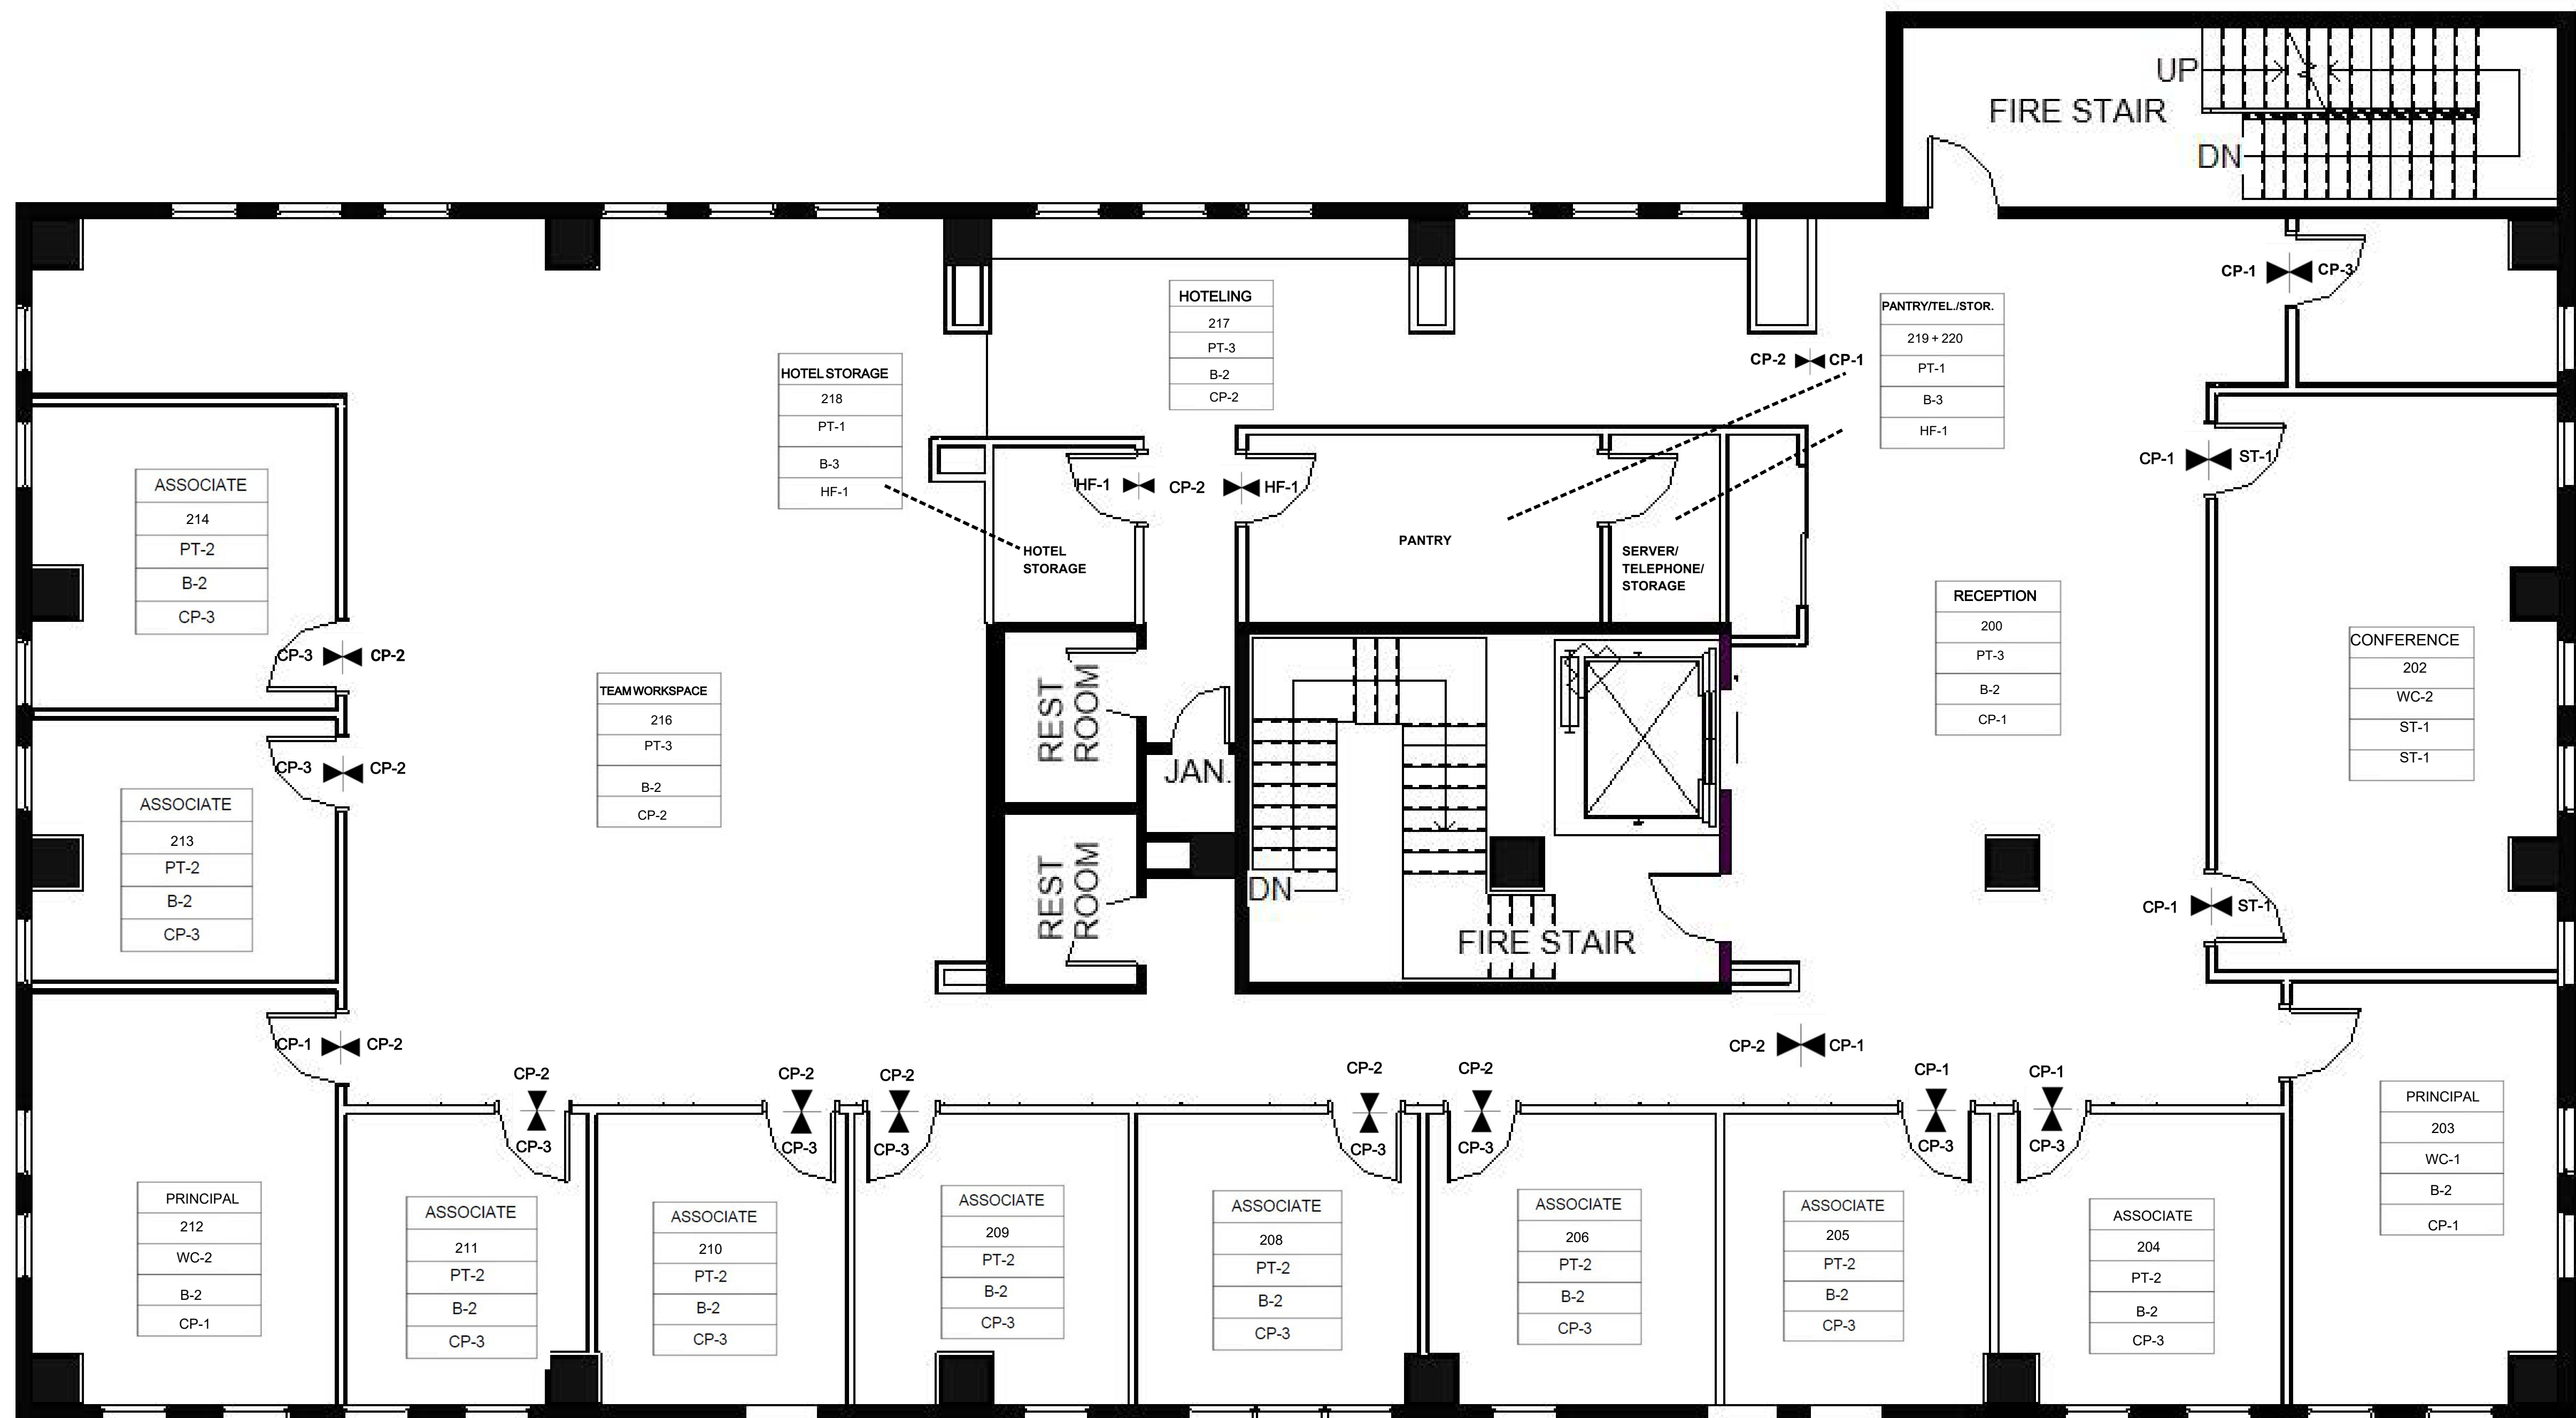 UP
FIRE STAIR
DN
CP-1 CP-3
HOTELING
217
PT-3
B-2
CP-2
PANTRY/TEL./STOR.
219 + 220
PT-1
B-3
HF-1
CP-2 CP-1
HOTEL STORAGE
218
PT-1
B-3
HF-1
CP-1 ST-1
HF-1 CP-2 HF-1
ASSOCIATE
214
PT-2
B-2
CP-3
PANTRY
HOTEL
STORAGE
SERVER/
TELEPHONE/
STORAGE
RECEPTION
200
PT-3
B-2
CP-1
CONFERENCE
202
WC-2
ST-1
ST-1
CP-3 CP-2
TEAM WORKSPACE
216
PT-3
B-2
CP-2
REST
ROOM
JAN.
CP-3 CP-2
ASSOCIATE
213
PT-2
B-2
CP-3
REST
ROOM
DN
FIRE STAIR
CP-1 ST-1
CP-1 CP-2
CP-2 CP-1
CP-2
CP-3
CP-2
CP-3
CP-2
CP-3
CP-2
CP-3
CP-2
CP-3
CP-1
CP-3
CP-1
CP-3
PRINCIPAL
203
WC-1
B-2
CP-1
PRINCIPAL
212
WC-2
B-2
CP-1
ASSOCIATE
211
PT-2
B-2
CP-3
ASSOCIATE
210
PT-2
B-2
CP-3
ASSOCIATE
209
PT-2
B-2
CP-3
ASSOCIATE
208
PT-2
B-2
CP-3
ASSOCIATE
206
PT-2
B-2
CP-3
ASSOCIATE
205
PT-2
B-2
CP-3
ASSOCIATE
204
PT-2
B-2
CP-3